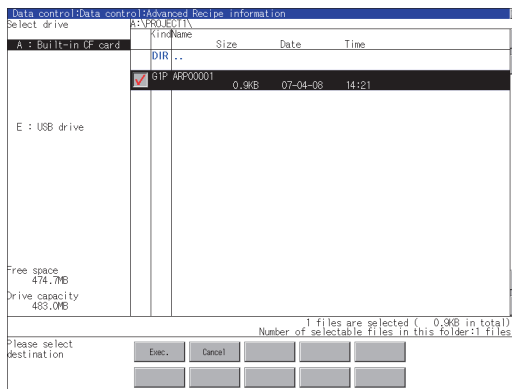 Data control:Data control:Advanced Recipe information
Select drive A:\PROJECT1\
Kind Name
A : Built-in CF card Size Date Time
DIR ..
G1P ARP00001
0.9KB 07-04-08 14:21
E : USB drive
Free space
474.7MB
Drive capacity
483.0MB
1 files are selected ( 0.9KB in total)
Number of selectable files in this folder:1 files
Please select
destination
Exec. Cancel